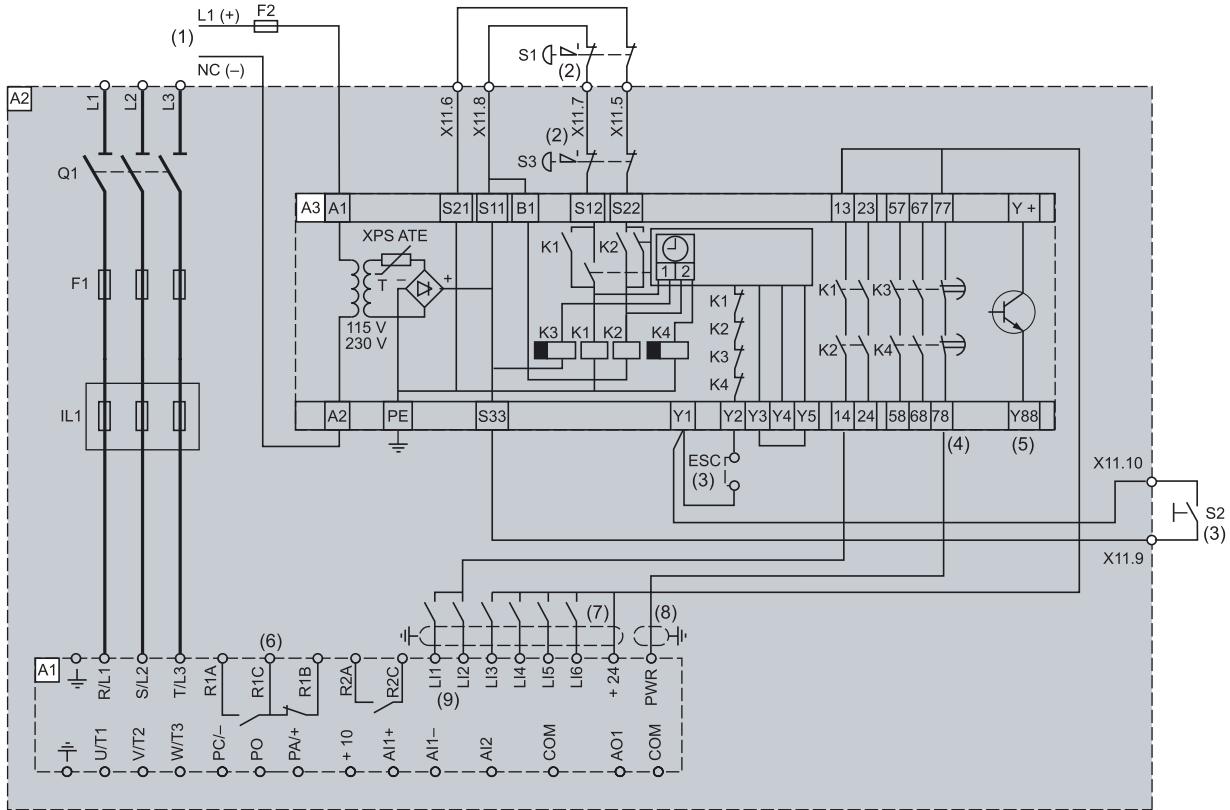 L1 (+) F2
(1)
NC (–)
S1 (2)
A2 L1 L2 L3 X11.6 X11.8 X11.7 X11.5
(2)
S3
Q1
A3 A1 S21 S11 B1 S12 S22 13 23 57 67 77 Y +
XPS ATE K1 K2
T – + 1 2
K1 K3
F1
115 V
230 V
K3 K1 K2 K4
K1
K2
K3
K4
K2 K4
IL1
A2 PE S33 Y1 Y2 Y3 Y4 Y5 14 24 58 68 78 Y88
(4) (5)
ESC
(3)
X11.10
S2
(3)
X11.9
(7) (8)
(6)
A1 R/L1 S/L2 T/L3 R1A R1C R1B R2A R2C LI1 LI2 LI3 LI4 LI5 LI6 + 24 PWR
(9)
U/T1 V/T2 W/T3 PC/– PO PA/+ + 10 AI1+ AI1– AI2 COM AO1 COM